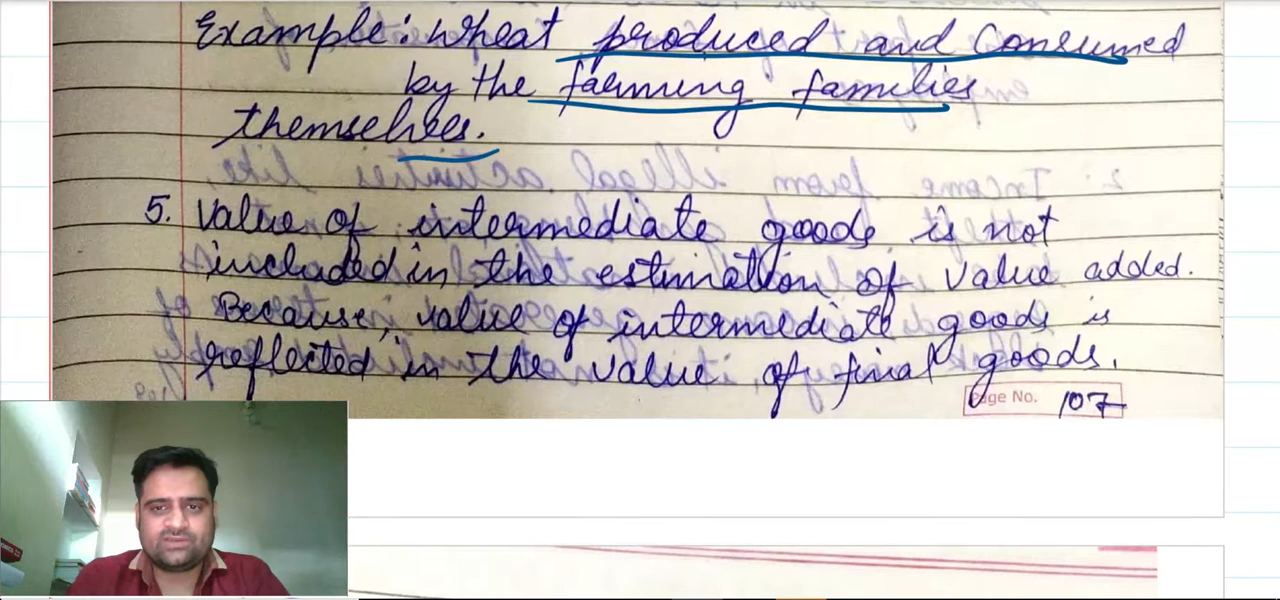 Example: Wheat produced and Consumed
by the farming families
themselves.
5. Value of intermediate goods is not
included in the estimation of value added.
Because, value of intermediate goods is
reflected in the value of final goods.
Page No. 107